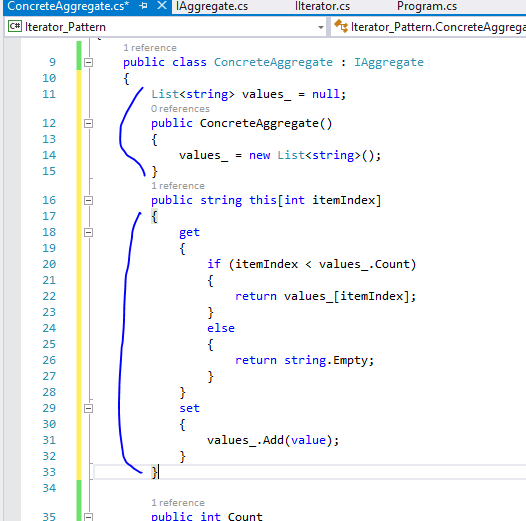 ConcreteAggregate.cs* IAggregate.cs IIterator.cs Program.cs
C# Iterator_Pattern Iterator_Pattern.ConcreteAggrega
1 reference
9 public class ConcreteAggregate : IAggregate
10 {
11 List<string> values_ = null;
0 references
12 public ConcreteAggregate()
13 {
14 values_ = new List<string>();
15 }
1 reference
16 public string this[int itemIndex]
17 {
18 get
19 {
20 if (itemIndex < values_.Count)
21 {
22 return values_[itemIndex];
23 }
24 else
25 {
26 return string.Empty;
27 }
28 }
29 set
30 {
31 values_.Add(value);
32 }
33 }
34
1 reference
35 public int Count